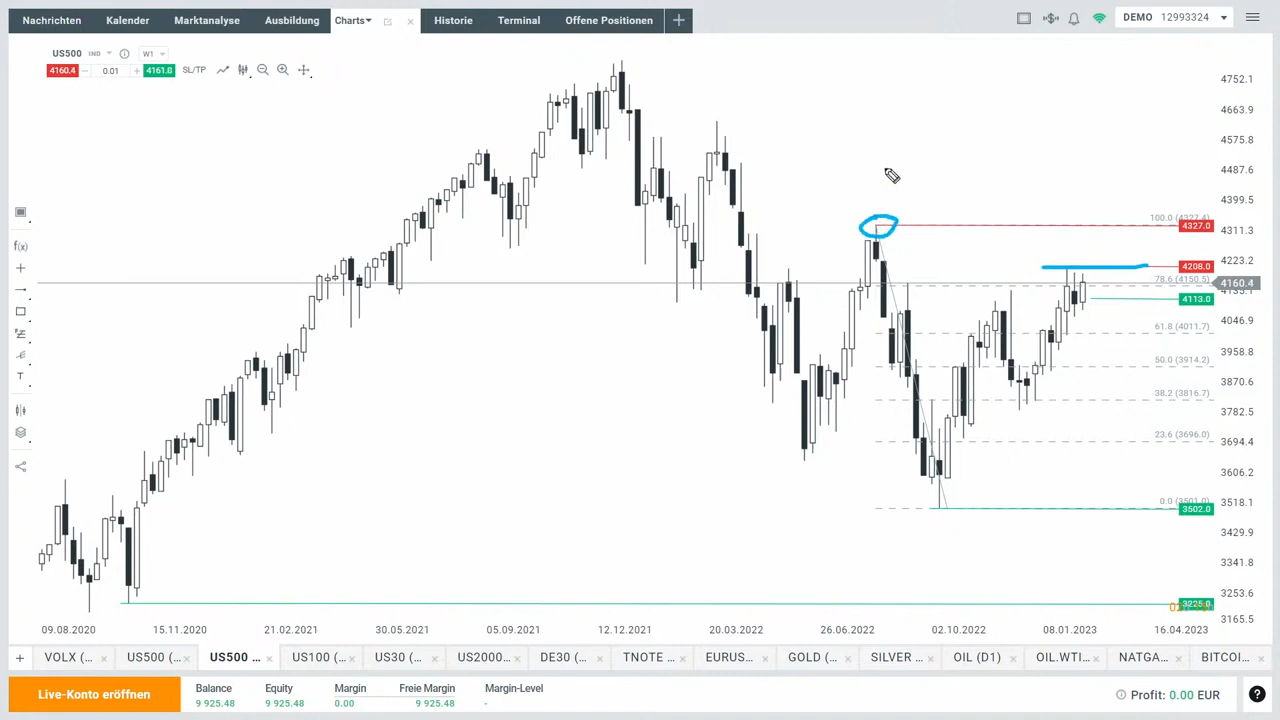 Nachrichten Kalender Marktanalyse Ausbildung Charts Historie Terminal Offene Positionen
DEMO 12993324
US500 IND W1
4160.4 0.01 4161.0 SL/TP
4752.1
4663.9
4575.8
4487.6
4399.5
100.0 (4327.4)
4327.0
4311.3
4223.2
4208.0
78.6 (4150.5)
4160.4
4113.0
61.8 (4011.7)
4046.9
50.0 (3914.2)
3958.8
38.2 (3816.7)
3870.6
3782.5
23.6 (3696.0)
3694.4
3606.2
0.0 (3501.0)
3518.1
3502.0
3429.9
3341.8
3253.6
3225.0
3165.5
f(x)
T
09.08.2020 15.11.2020 21.02.2021 30.05.2021 05.09.2021 12.12.2021 20.03.2022 26.06.2022 02.10.2022 08.01.2023 16.04.2023
VOLX (... US500 (... US500 ... US100 (... US30 (... US2000... DE30 (... TNOTE ... EURUS... GOLD (... SILVER ... OIL (D1) OIL.WTI... NATGA... BITCOI...
Live-Konto eröffnen
Balance Equity Margin Freie Margin Margin-Level
9 925.48 9 925.48 0.00 9 925.48 -
Profit: 0.00 EUR